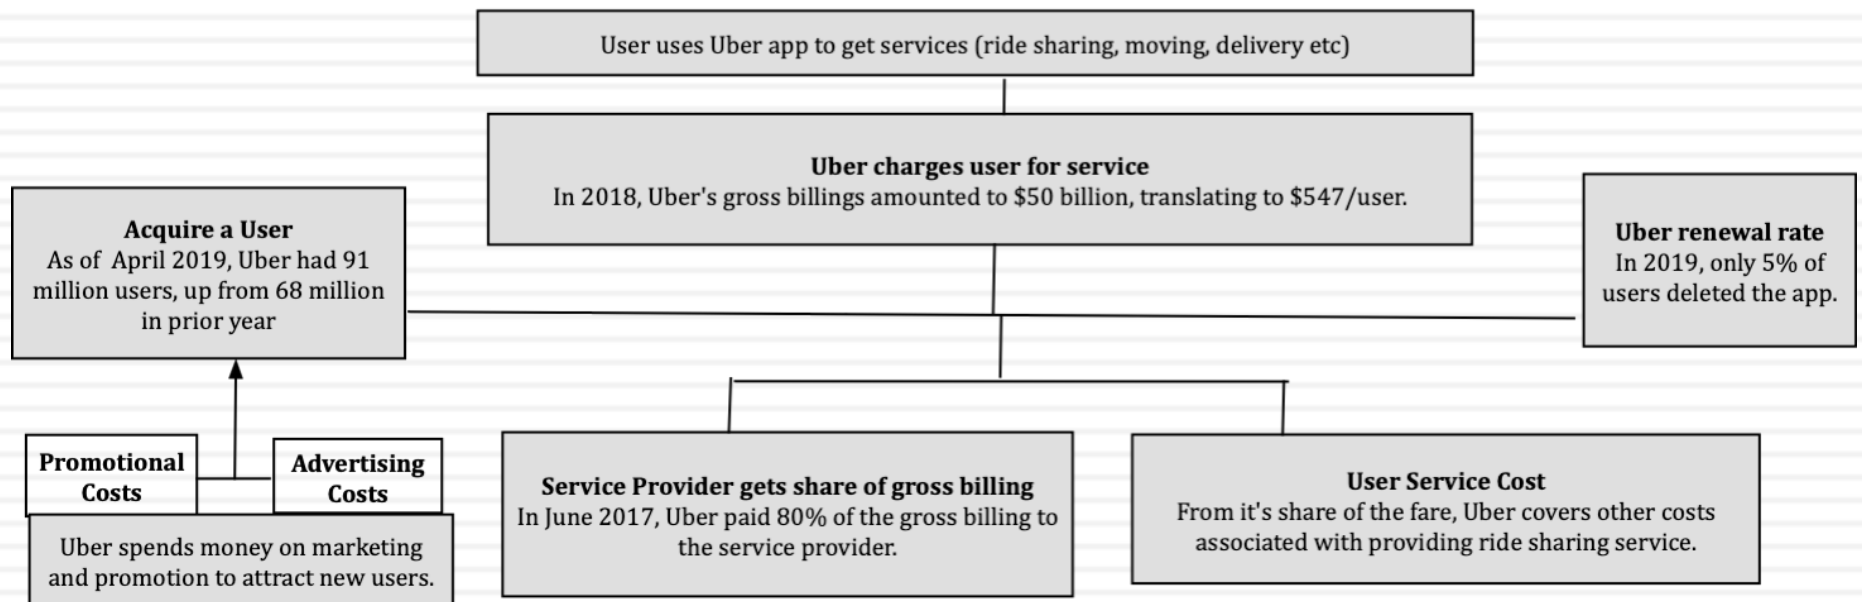 User uses Uber app to get services (ride sharing, moving, delivery etc)
Uber charges user for service
In 2018, Uber's gross billings amounted to $50 billion, translating to $547/user.
Acquire a User
As of April 2019, Uber had 91
million users, up from 68 million
in prior year
Uber renewal rate
In 2019, only 5% of
users deleted the app.
Promotional
Costs
Advertising
Costs
Uber spends money on marketing
and promotion to attract new users.
Service Provider gets share of gross billing
In June 2017, Uber paid 80% of the gross billing to
the service provider.
User Service Cost
From it's share of the fare, Uber covers other costs
associated with providing ride sharing service.